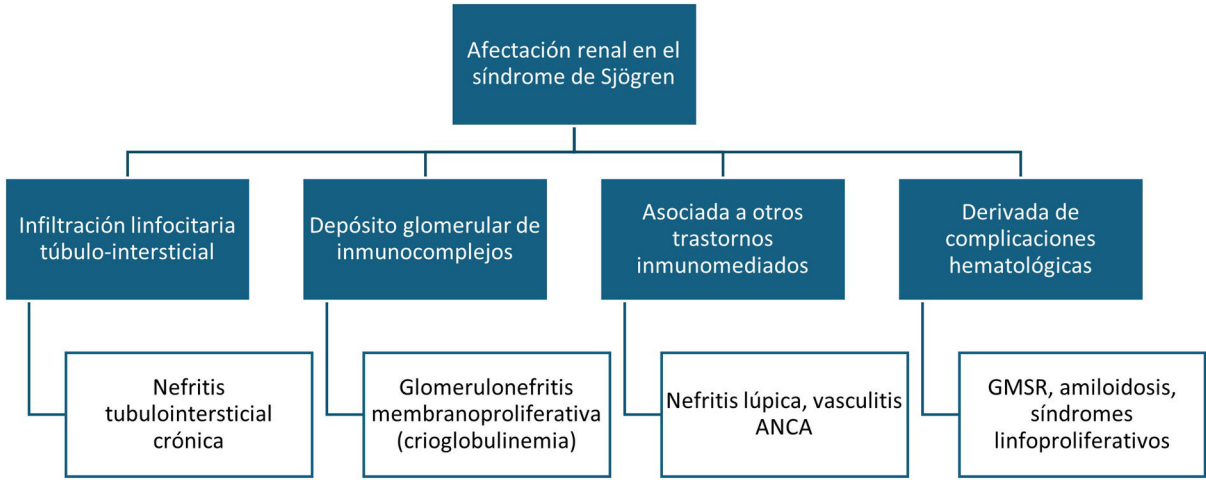 Afectación renal en el
síndrome de Sjögren
Infiltración linfocitaria
túbulo-intersticial
Depósito glomerular de
inmunocomplejos
Asociada a otros
trastornos
inmunomediados
Derivada de
complicaciones
hematológicas
Nefritis
tubulointersticial
crónica
Glomerulonefritis
membranoproliferativa
(crioglobulinemia)
Nefritis lúpica, vasculitis
ANCA
GMSR, amiloidosis,
síndromes
linfoproliferativos